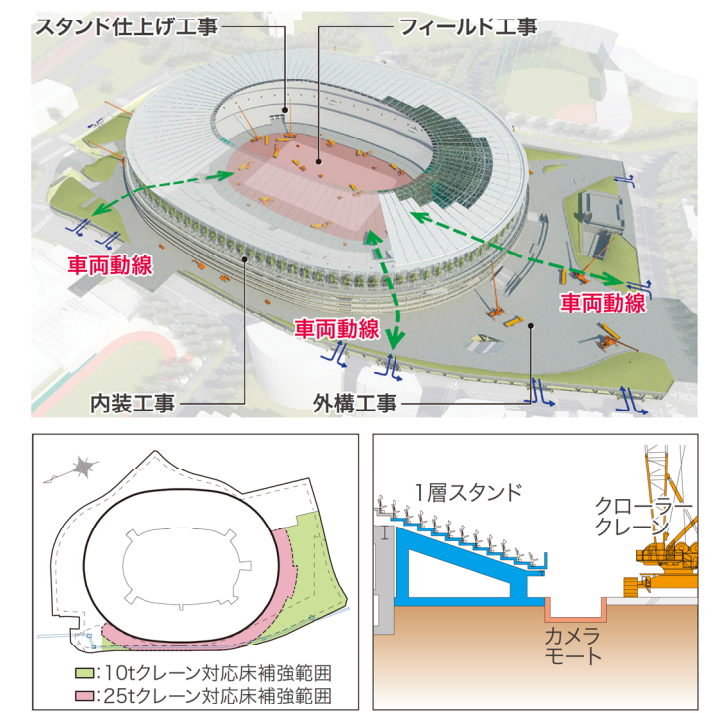 スタンド仕上げ工事
フィールド工事
車両動線
車両動線
車両動線
内装工事
外構工事
:10tクレーン対応床補強範囲
:25tクレーン対応床補強範囲
1層スタンド
クローラー
クレーン
カメラ
モート